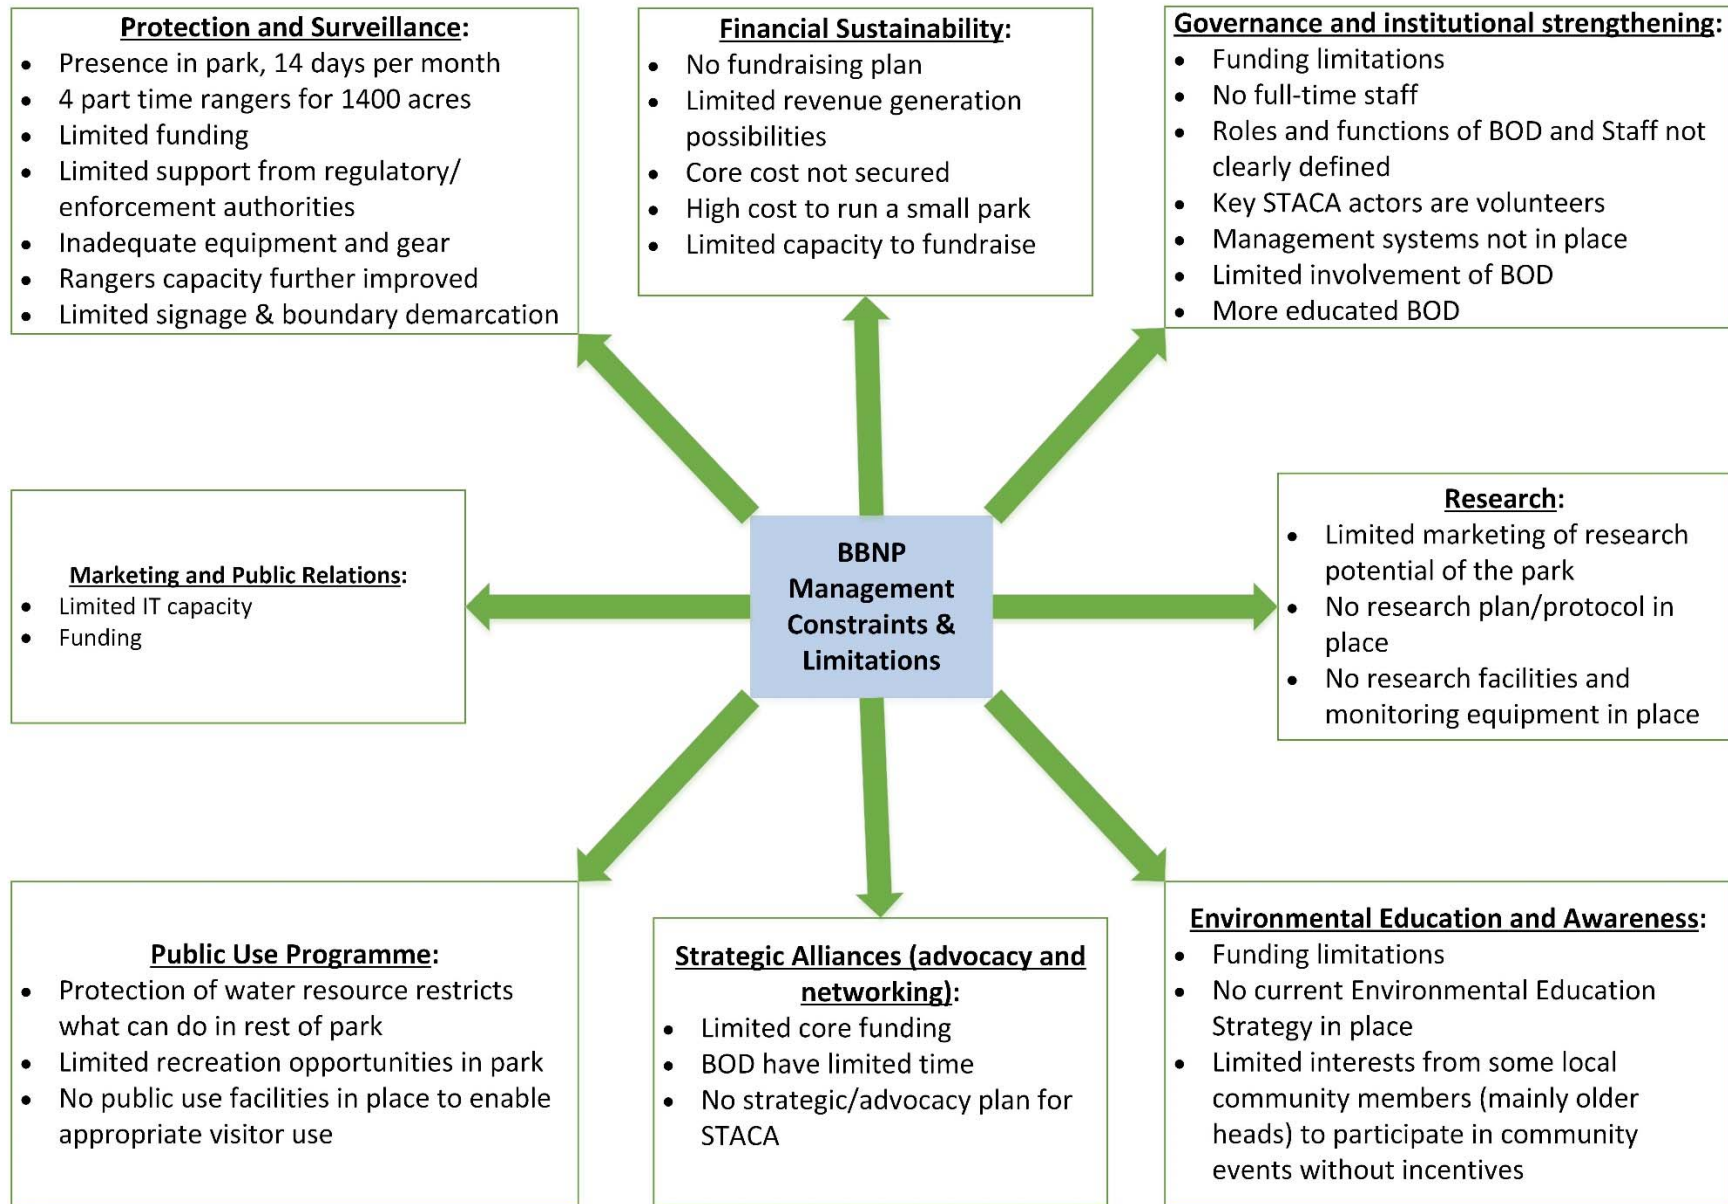 Protection and Surveillance:
• Presence in park, 14 days per month
• 4 part time rangers for 1400 acres
• Limited funding
• Limited support from regulatory/
enforcement authorities
• Inadequate equipment and gear
• Rangers capacity further improved
• Limited signage & boundary demarcation
Financial Sustainability:
• No fundraising plan
• Limited revenue generation
possibilities
• Core cost not secured
• High cost to run a small park
• Limited capacity to fundraise
Governance and institutional strengthening:
• Funding limitations
• No full-time staff
• Roles and functions of BOD and Staff not
clearly defined
• Key STACA actors are volunteers
• Management systems not in place
• Limited involvement of BOD
• More educated BOD
Marketing and Public Relations:
• Limited IT capacity
• Funding
BBNP
Management
Constraints &
Limitations
Research:
• Limited marketing of research
potential of the park
• No research plan/protocol in
place
• No research facilities and
monitoring equipment in place
Public Use Programme:
• Protection of water resource restricts
what can do in rest of park
• Limited recreation opportunities in park
• No public use facilities in place to enable
appropriate visitor use
Strategic Alliances (advocacy and
networking):
• Limited core funding
• BOD have limited time
• No strategic/advocacy plan for
STACA
Environmental Education and Awareness:
• Funding limitations
• No current Environmental Education
Strategy in place
• Limited interests from some local
community members (mainly older
heads) to participate in community
events without incentives